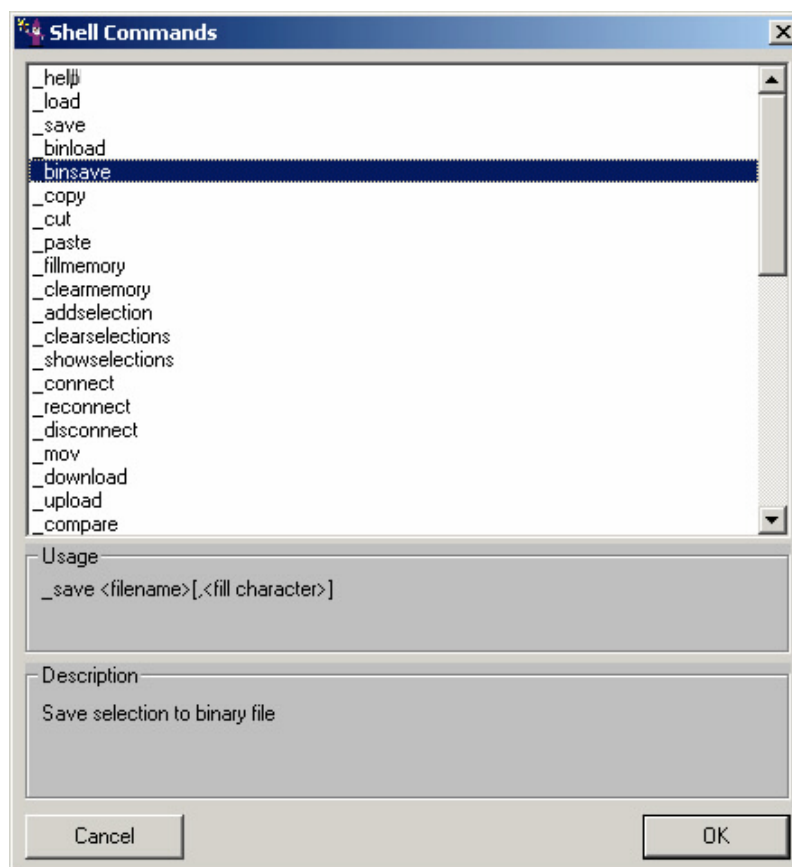 Shell Commands
_help
_load
_save
_binload
_binsave
_copy
_cut
_paste
_fillmemory
_clearmemory
_addselection
_clearselections
_showselections
_connect
_reconnect
_disconnect
_mov
_download
_upload
_compare
Usage
_save <filename>[,<fill character>]
Description
Save selection to binary file
Cancel
OK